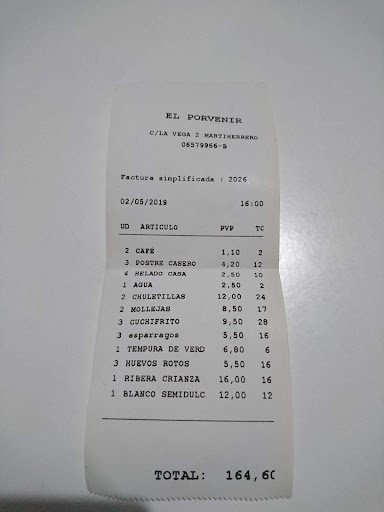 EL PORVENIR
C/LA VEGA 2 MARTIHERRERO
06579966-B
Factura simplificada : 2026
02/05/2019 16:00
UD ARTICULO PVP TO
2 CAFÉ 1,10 2
3 POSTRE CASERO 4,20 12
4 HELADO CASA 2,50 10
1 AGUA 2,50 2
2 CHULETILLAS 12,00 24
2 MOLLEJAS 8,50 17
3 CUCHIFRITO 9,50 28
3 esparragos 5,50 16
1 TEMPURA DE VERD 6,80 6
3 HUEVOS ROTOS 5,50 16
1 RIBERA CRIANZA 16,00 16
1 BLANCO SEMIDULC 12,00 12
TOTAL: 164,60